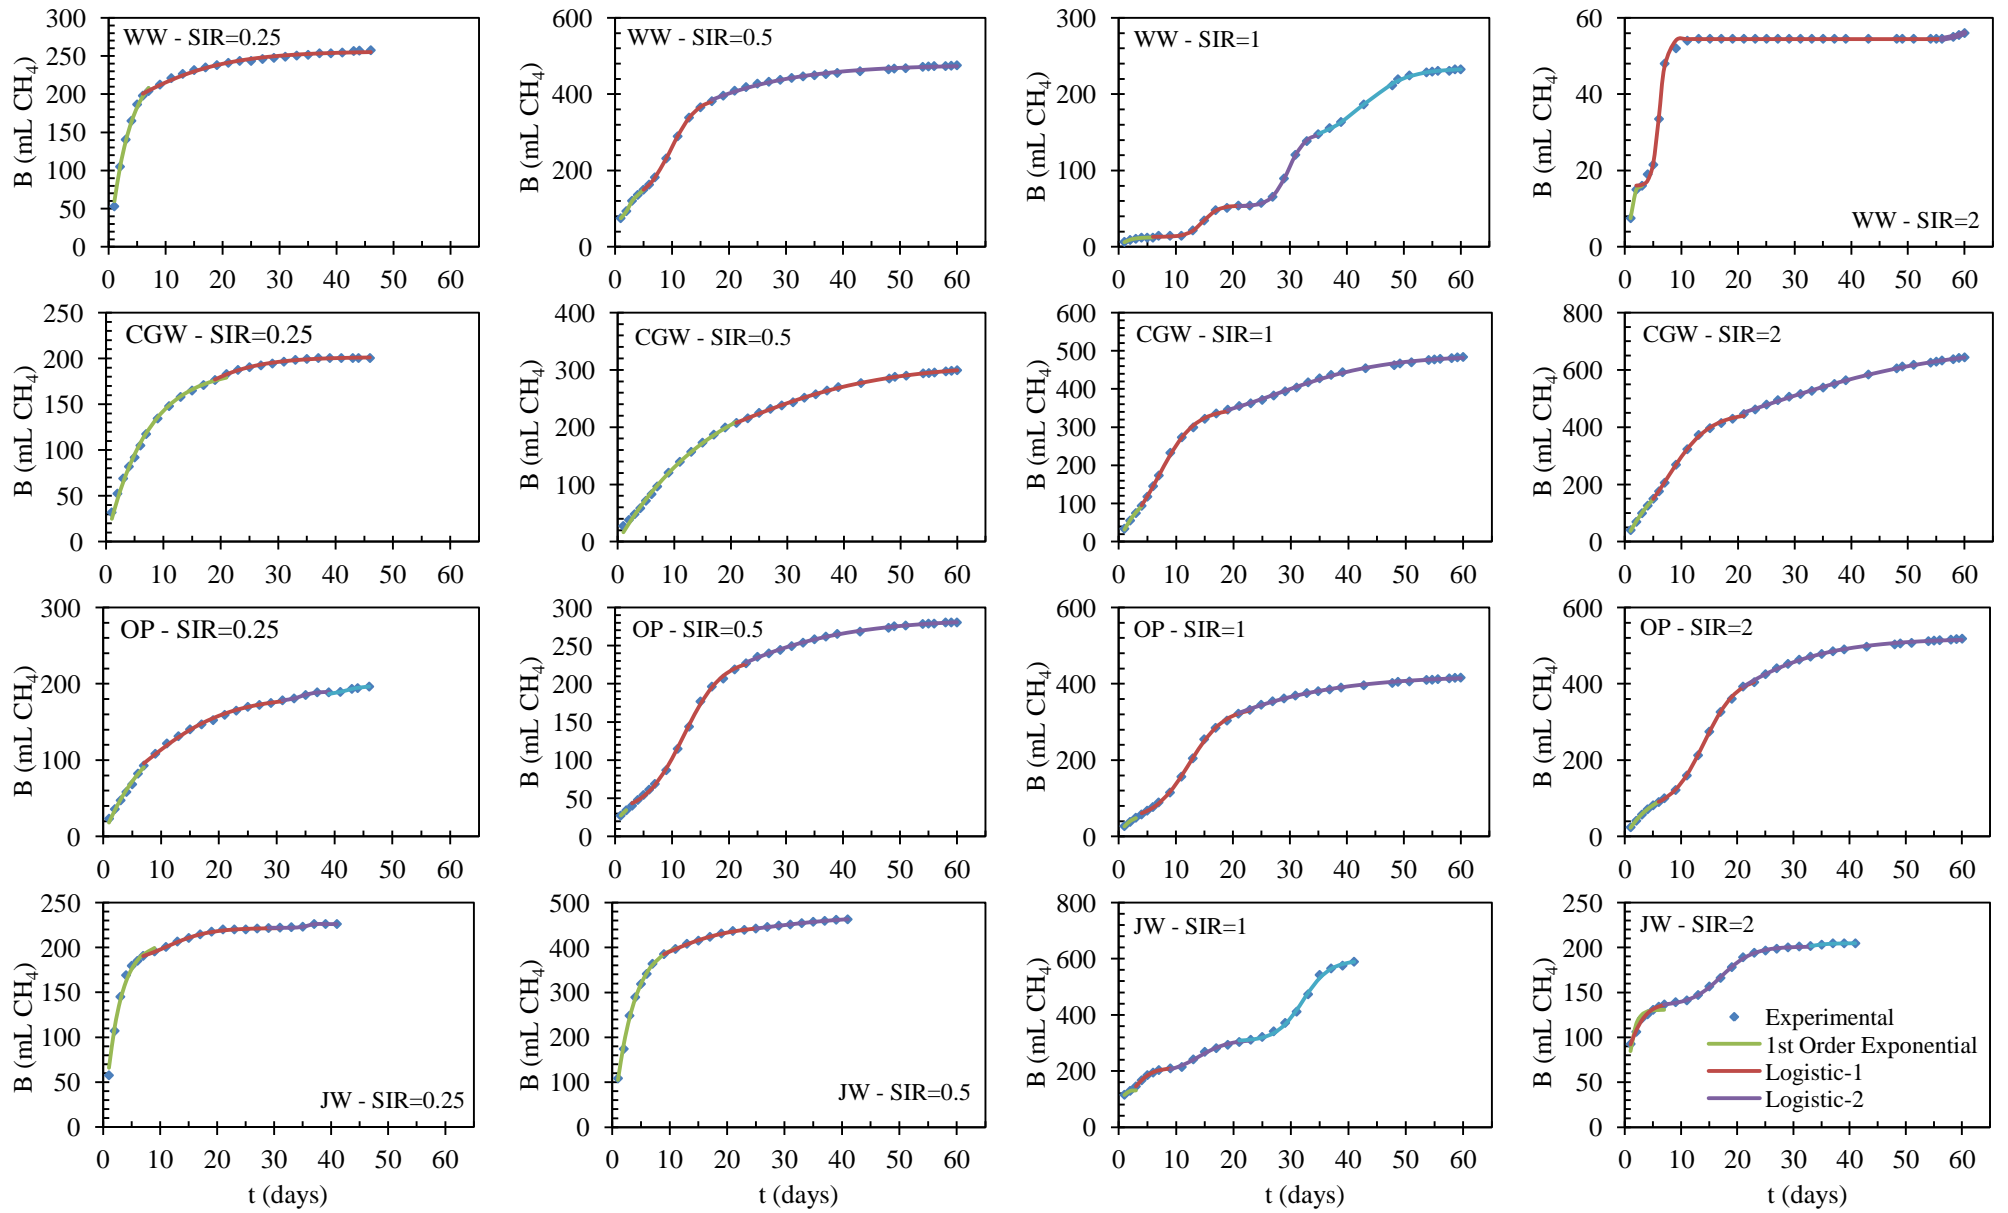 WW - SIR=0.25
B (mL CH4)
300
250
200
150
100
50
0
0 10 20 30 40 50 60
WW - SIR=0.5
B (mL CH4)
600
400
200
0
0 10 20 30 40 50 60
WW - SIR=1
B (mL CH4)
300
200
100
0
0 10 20 30 40 50 60
WW - SIR=2
B (mL CH4)
60
40
20
0
0 10 20 30 40 50 60
CGW - SIR=0.25
B (mL CH4)
250
200
150
100
50
0
0 10 20 30 40 50 60
CGW - SIR=0.5
B (mL CH4)
400
300
200
100
0
0 10 20 30 40 50 60
CGW - SIR=1
B (mL CH4)
600
500
400
300
200
100
0
0 10 20 30 40 50 60
CGW - SIR=2
B (mL CH4)
800
600
400
200
0
0 10 20 30 40 50 60
OP - SIR=0.25
B (mL CH4)
300
200
100
0
0 10 20 30 40 50 60
OP - SIR=0.5
B (mL CH4)
300
250
200
150
100
50
0
0 10 20 30 40 50 60
OP - SIR=1
B (mL CH4)
600
400
200
0
0 10 20 30 40 50 60
OP - SIR=2
B (mL CH4)
600
400
200
0
0 10 20 30 40 50 60
JW - SIR=0.25
B (mL CH4)
250
200
150
100
50
0
0 10 20 30 40 50 60
t (days)
JW - SIR=0.5
B (mL CH4)
500
400
300
200
100
0
0 10 20 30 40 50 60
t (days)
JW - SIR=1
B (mL CH4)
800
600
400
200
0
0 10 20 30 40 50 60
t (days)
JW - SIR=2
B (mL CH4)
250
200
150
100
50
0
0 10 20 30 40 50 60
t (days)
Experimental
1st Order Exponential
Logistic-1
Logistic-2